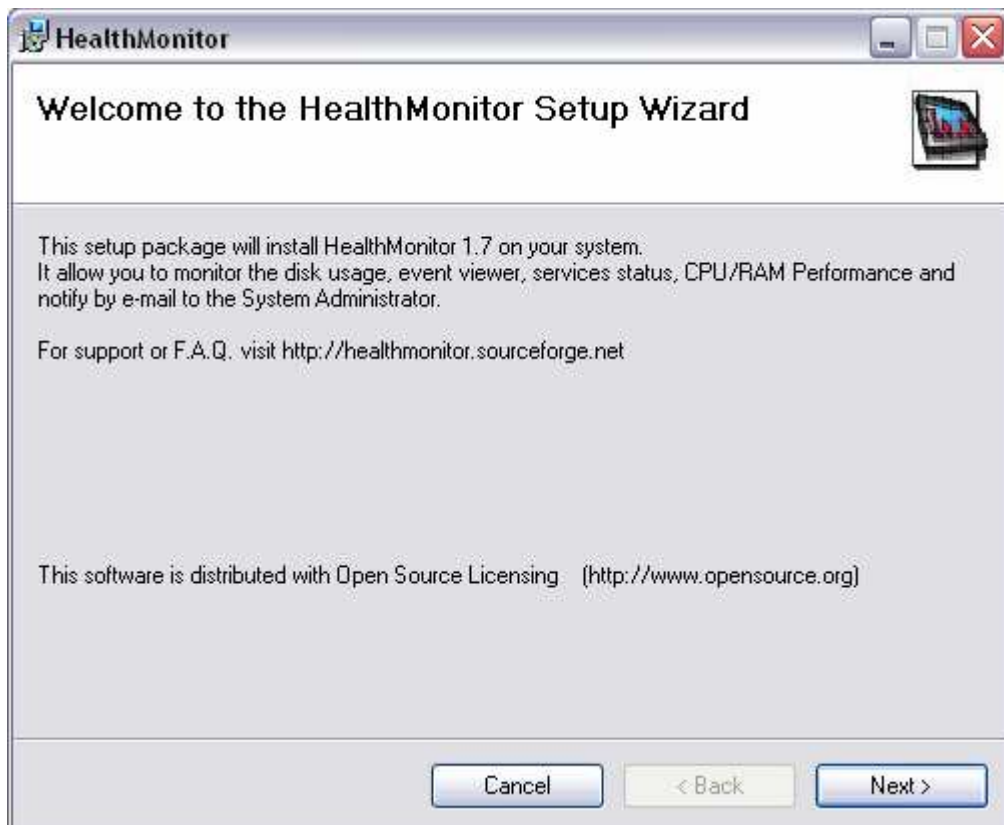 HealthMonitor
Welcome to the HealthMonitor Setup Wizard
This setup package will install HealthMonitor 1.7 on your system.
It allow you to monitor the disk usage, event viewer, services status, CPU/RAM Performance and
notify by e-mail to the System Administrator.
For support or F.A.Q. visit http://healthmonitor.sourceforge.net
This software is distributed with Open Source Licensing (http://www.opensource.org)
Cancel
< Back
Next >